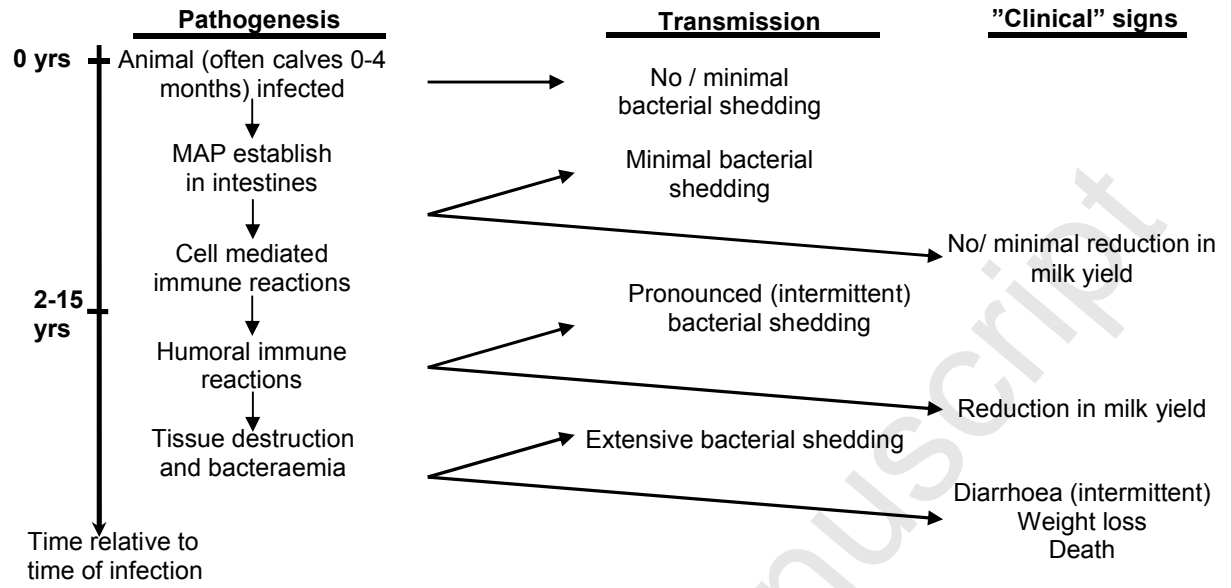 Pathogenesis
Transmission
”Clinical” signs
0 yrs
Animal (often calves 0-4
months) infected
No / minimal
bacterial shedding
MAP establish
in intestines
Minimal bacterial
shedding
Cell mediated
immune reactions
No/ minimal reduction in
milk yield
2-15
yrs
Pronounced (intermittent)
bacterial shedding
Humoral immune
reactions
Reduction in milk yield
Tissue destruction
and bacteraemia
Extensive bacterial shedding
Diarrhoea (intermittent)
Weight loss
Death
Time relative to
time of infection
nuscript